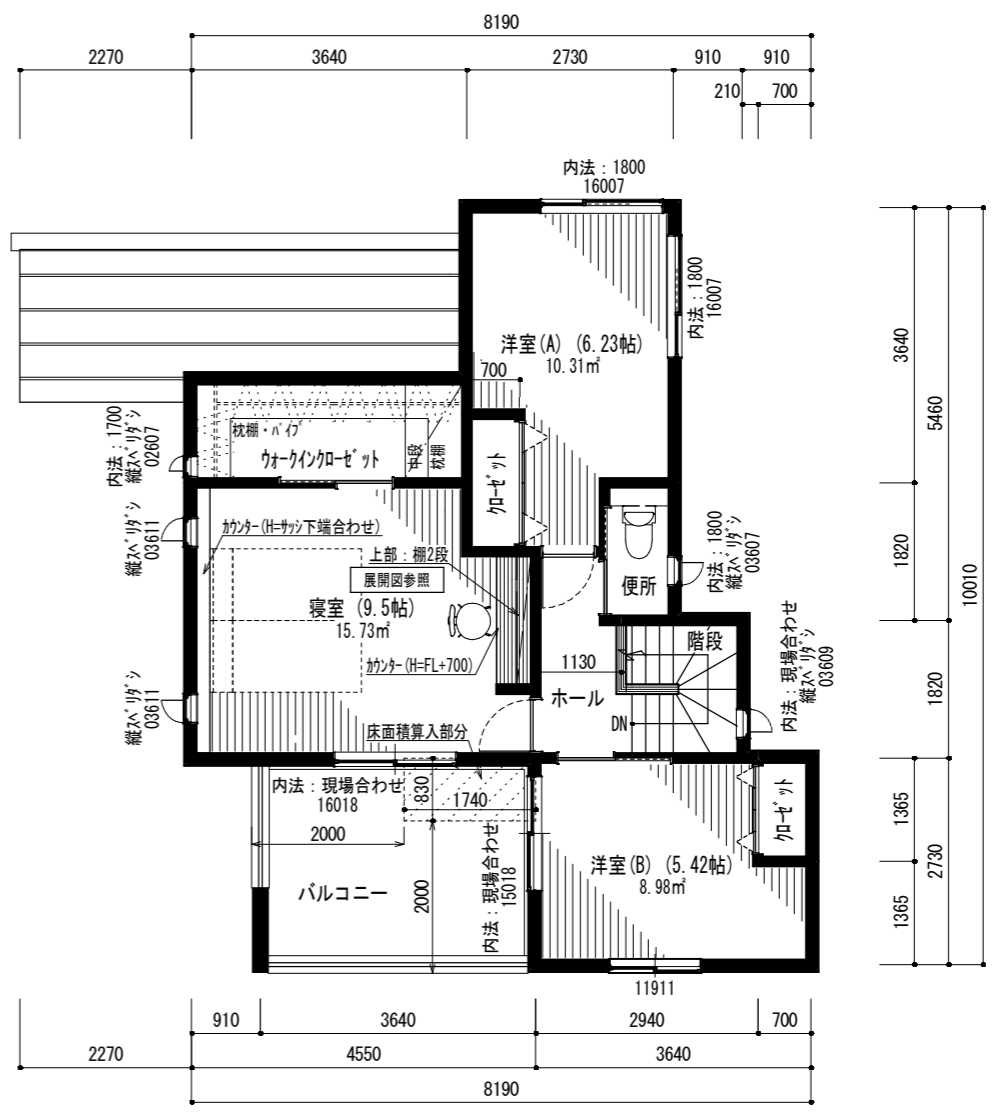 8190
2270
3640
2730
910
910
210
700
内法：1800
16007
内法：1800
16007
洋室(A) (6.23帖)
10.31㎡
700
3640
5460
10010
内法：1700
縦スベリダシ
02607
枕棚・パイプ
ウォークインクローゼット
中段
枕棚
クローゼット
縦スベリダシ
03611
カウンター(H=サッシ下端合わせ)
上部：棚2段
展開図参照
寝室 (9.5帖)
15.73㎡
カウンター(H=FL+700)
便所
内法：1800
縦スベリダシ
03607
1820
階段
1130
ホール
DN
内法：現場合わせ
縦スベリダシ
03609
1820
縦スベリダシ
03611
床面積算入部分
内法：現場合わせ
16018
830
1740
2000
バルコニー
2000
内法：現場合わせ
15018
洋室(B) (5.42帖)
8.98㎡
クローゼット
1365
2730
1365
11911
910
3640
2940
700
2270
4550
3640
8190